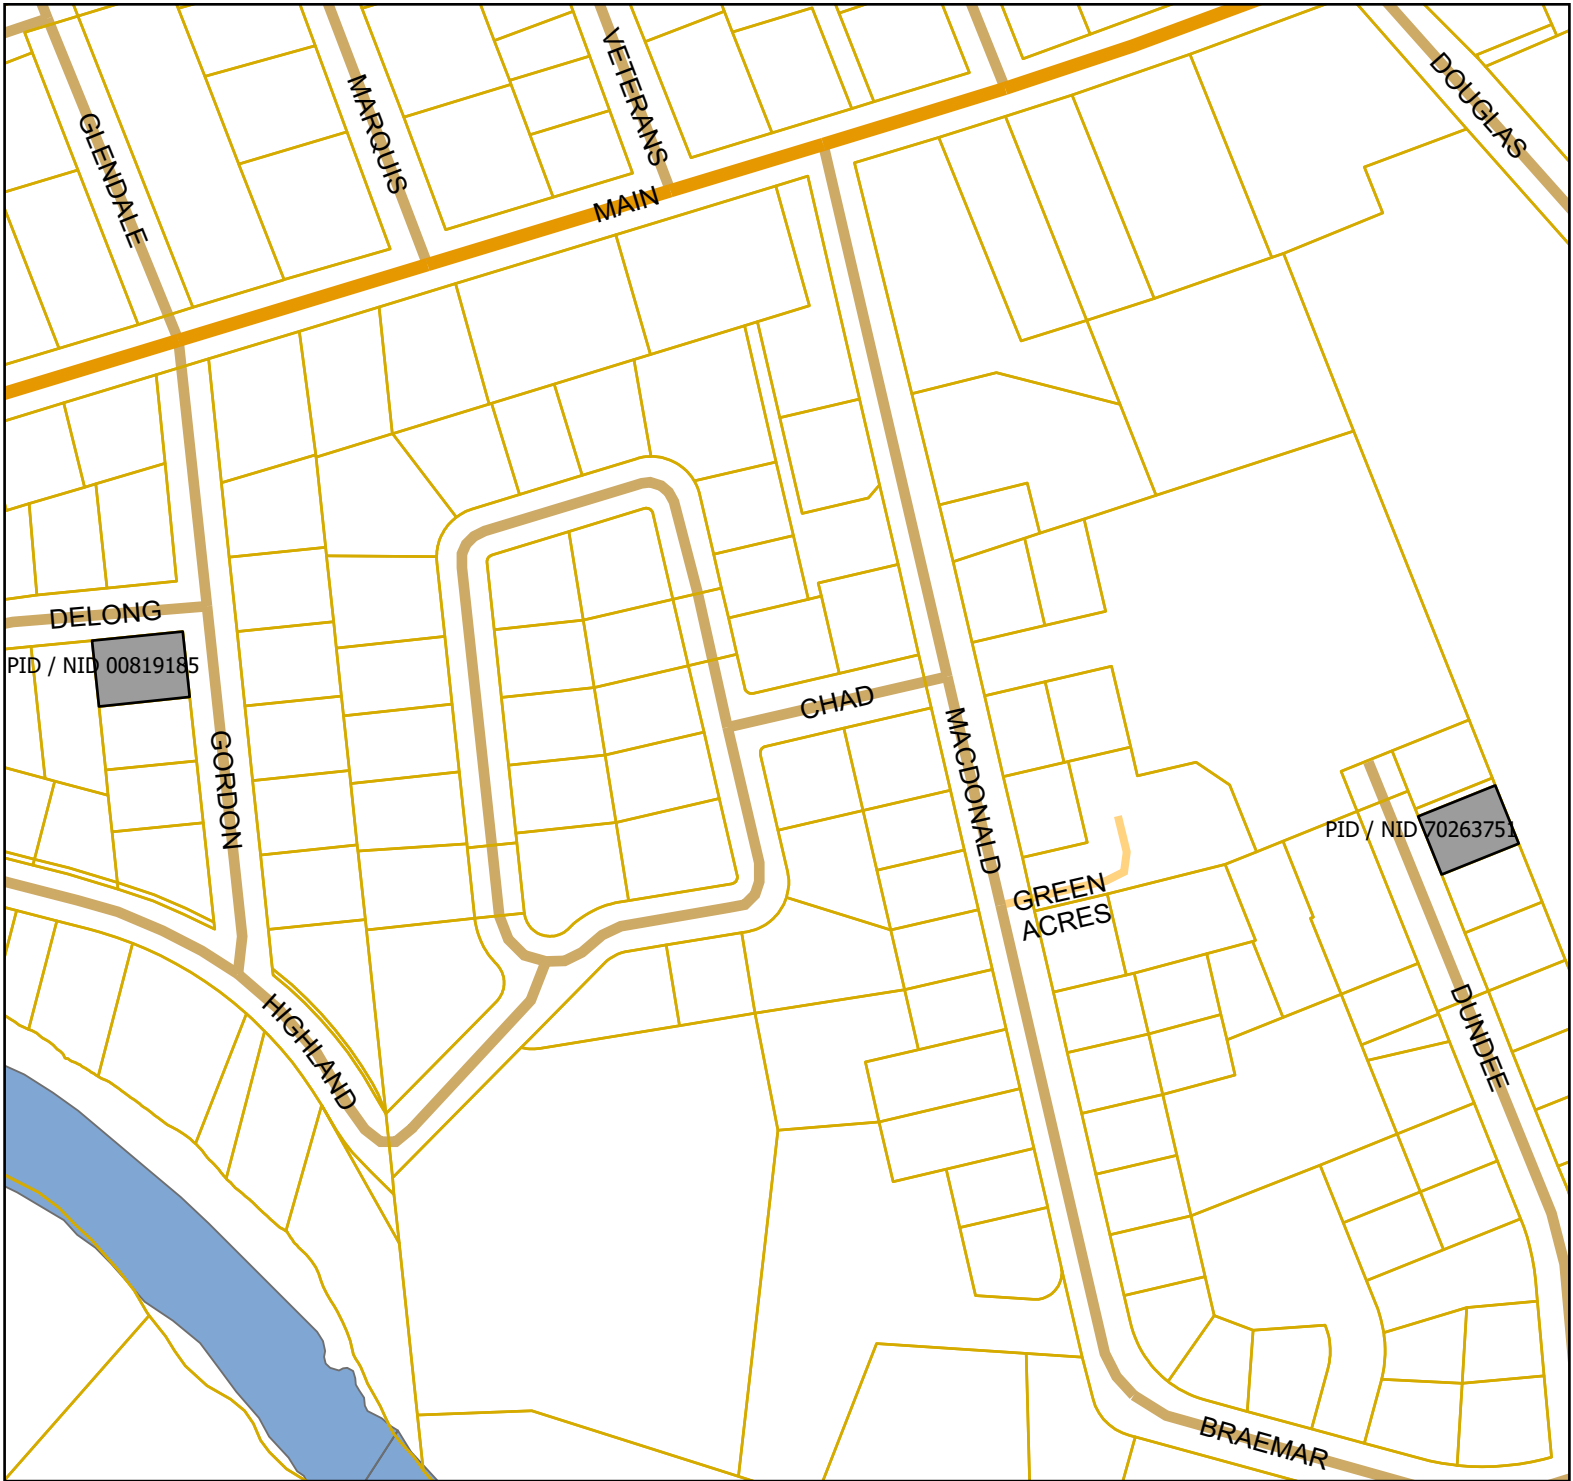 VETERANS
DOUGLAS
MARQUIS
GLENDALE
MAIN
DELONG
PID / NID 00819185
CHAD
GORDON
MACDONALD
PID / NID 70263751
GREEN
ACRES
HIGHLAND
DUNDEE
BRAEMAR